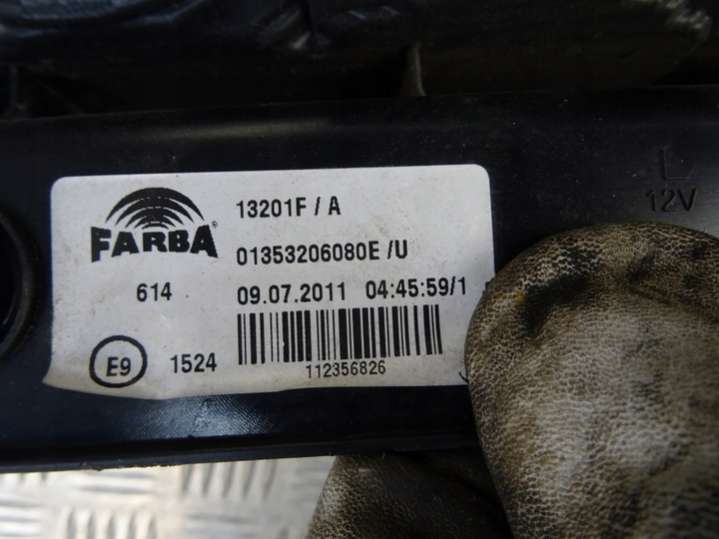 FARBA®
13201F / A
01353206080E /U
614
09.07.2011 04:45:59/1
E9
1524
112356826
L
12V